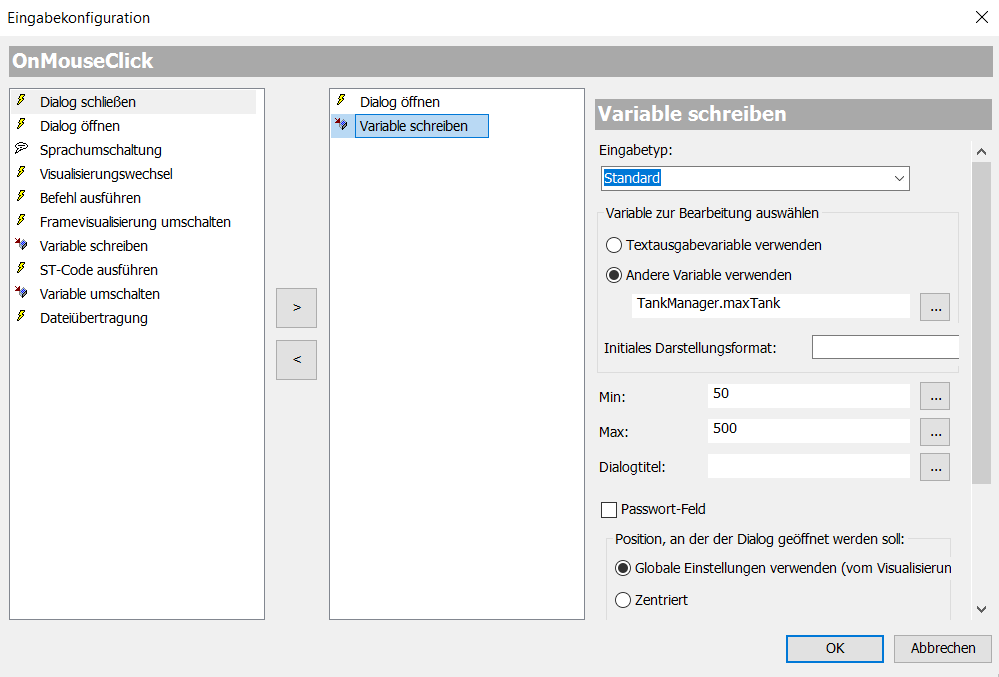 Eingabekonfiguration
OnMouseClick
Dialog schließen
Dialog öffnen
Sprachumschaltung
Visualisierungswechsel
Befehl ausführen
Framevisualisierung umschalten
Variable schreiben
ST-Code ausführen
Variable umschalten
Dateiübertragung
>
<
Dialog öffnen
Variable schreiben
Variable schreiben
Eingabetyp:
Standard
Variable zur Bearbeitung auswählen
Textausgabevariable verwenden
Andere Variable verwenden
TankManager.maxTank ...
Initiales Darstellungsformat:
Min: 50 ...
Max: 500 ...
Dialogtitel: ...
Passwort-Feld
Position, an der der Dialog geöffnet werden soll:
Globale Einstellungen verwenden (vom Visualisierun
Zentriert
OK Abbrechen